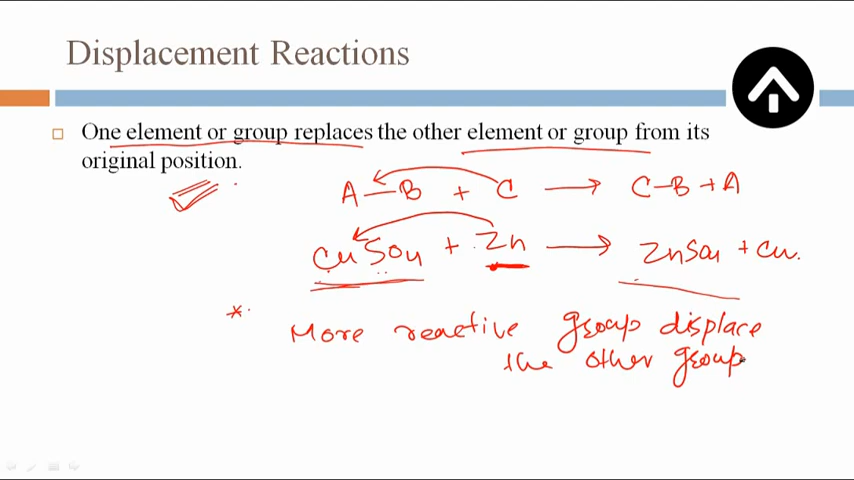 Displacement Reactions
One element or group replaces the other element or group from its
original position.
A—B + C → C–B + A
CuSO4 + Zn → ZnSO4 + Cu.
* More reactive group displace
the other group